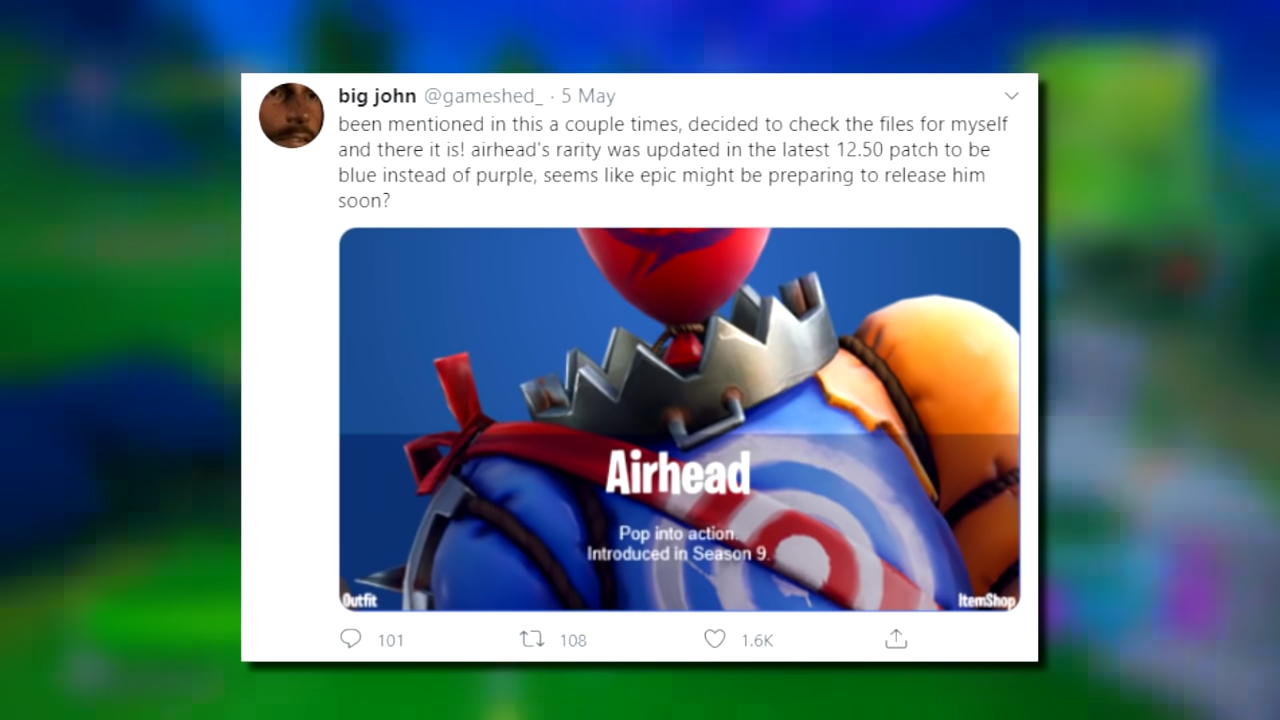 big john @gameshed_ · 5 May
been mentioned in this a couple times, decided to check the files for myself
and there it is! airhead's rarity was updated in the latest 12.50 patch to be
blue instead of purple, seems like epic might be preparing to release him
soon?
Airhead
Pop into action.
Introduced in Season 9.
Outfit ItemShop
101 108 1.6K